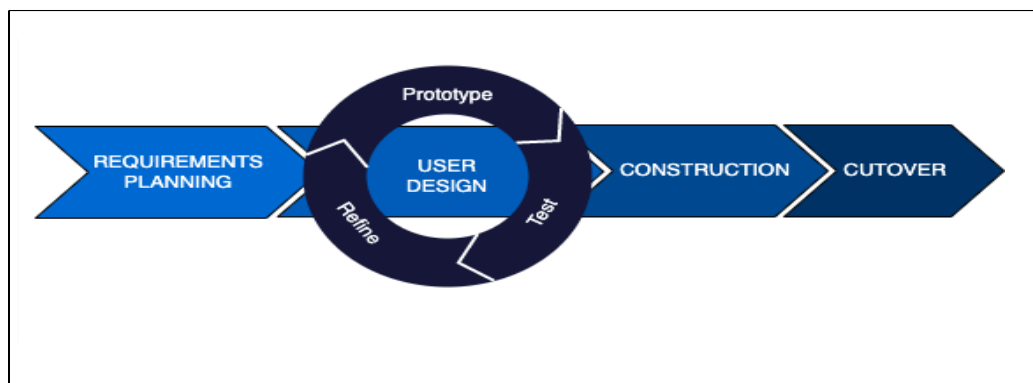 Prototype
REQUIREMENTS
PLANNING
USER
DESIGN
CONSTRUCTION
CUTOVER
Refine
Test